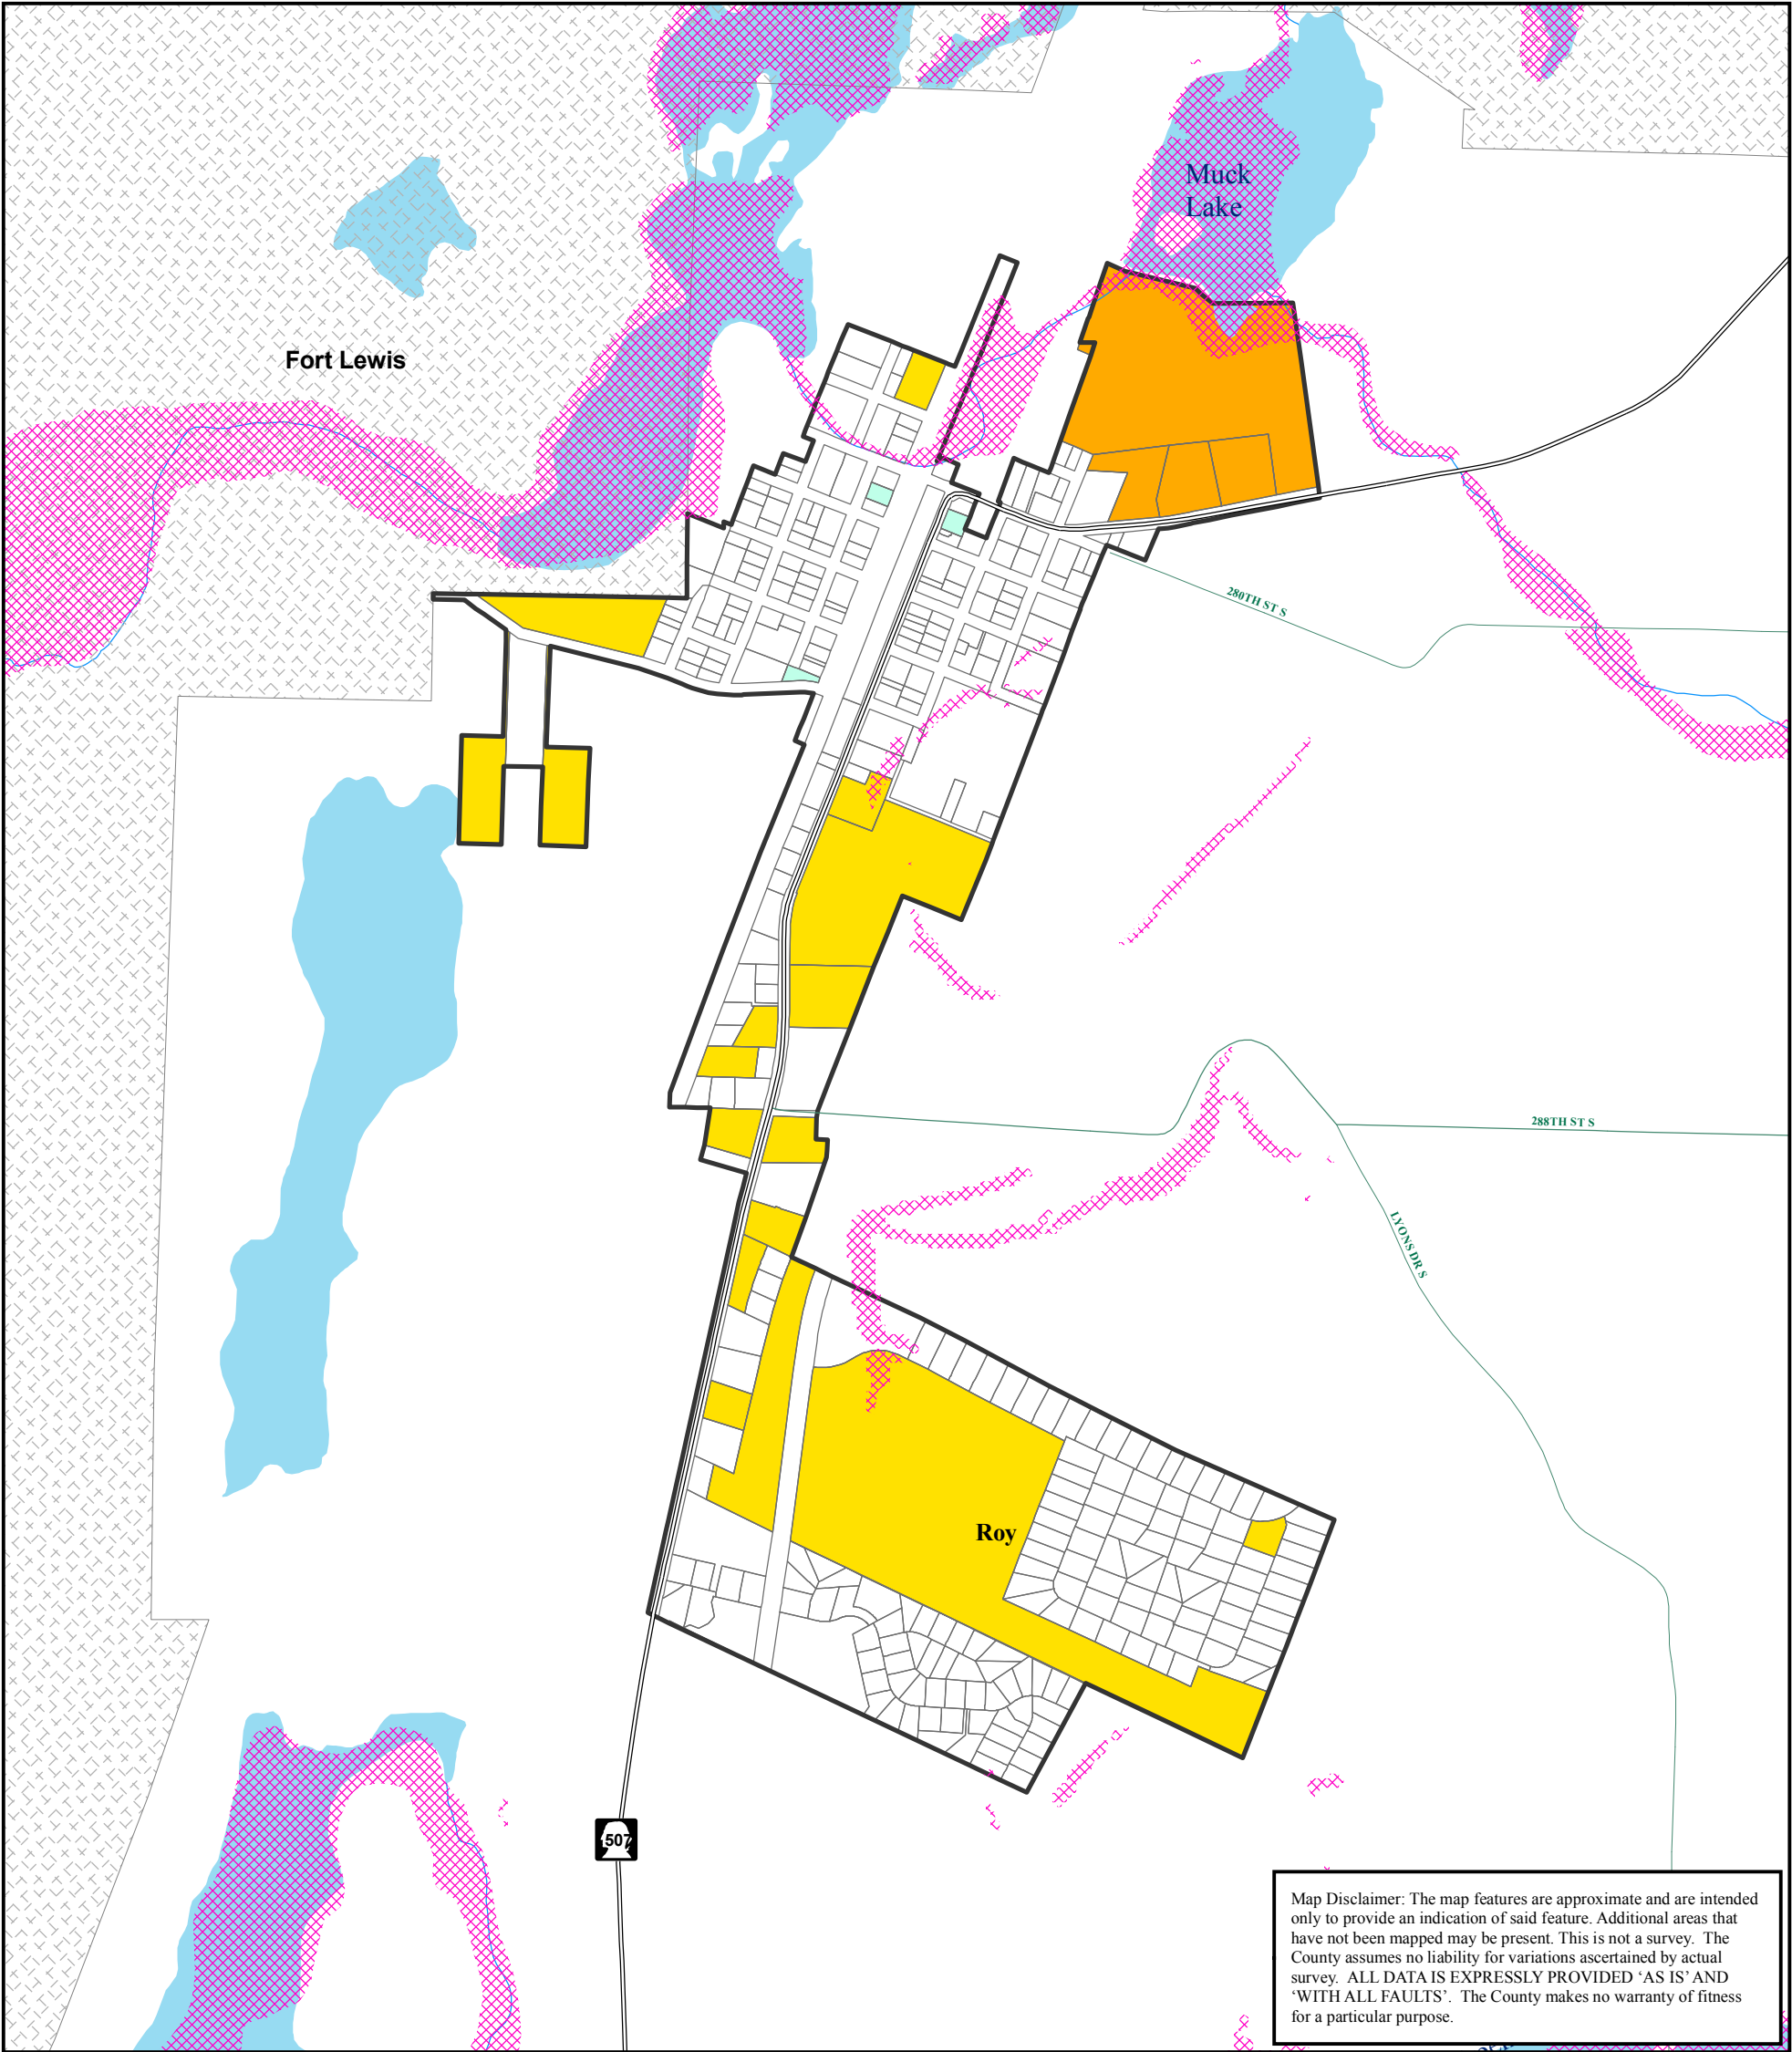 Muck
Lake
Fort Lewis
280TH ST S
288TH ST S
LYONS DR S
Roy
507
Map Disclaimer: The map features are approximate and are intended
only to provide an indication of said feature. Additional areas that
have not been mapped may be present. This is not a survey. The
County assumes no liability for variations ascertained by actual
survey. ALL DATA IS EXPRESSLY PROVIDED ‘AS IS’ AND
‘WITH ALL FAULTS’. The County makes no warranty of fitness
for a particular purpose.